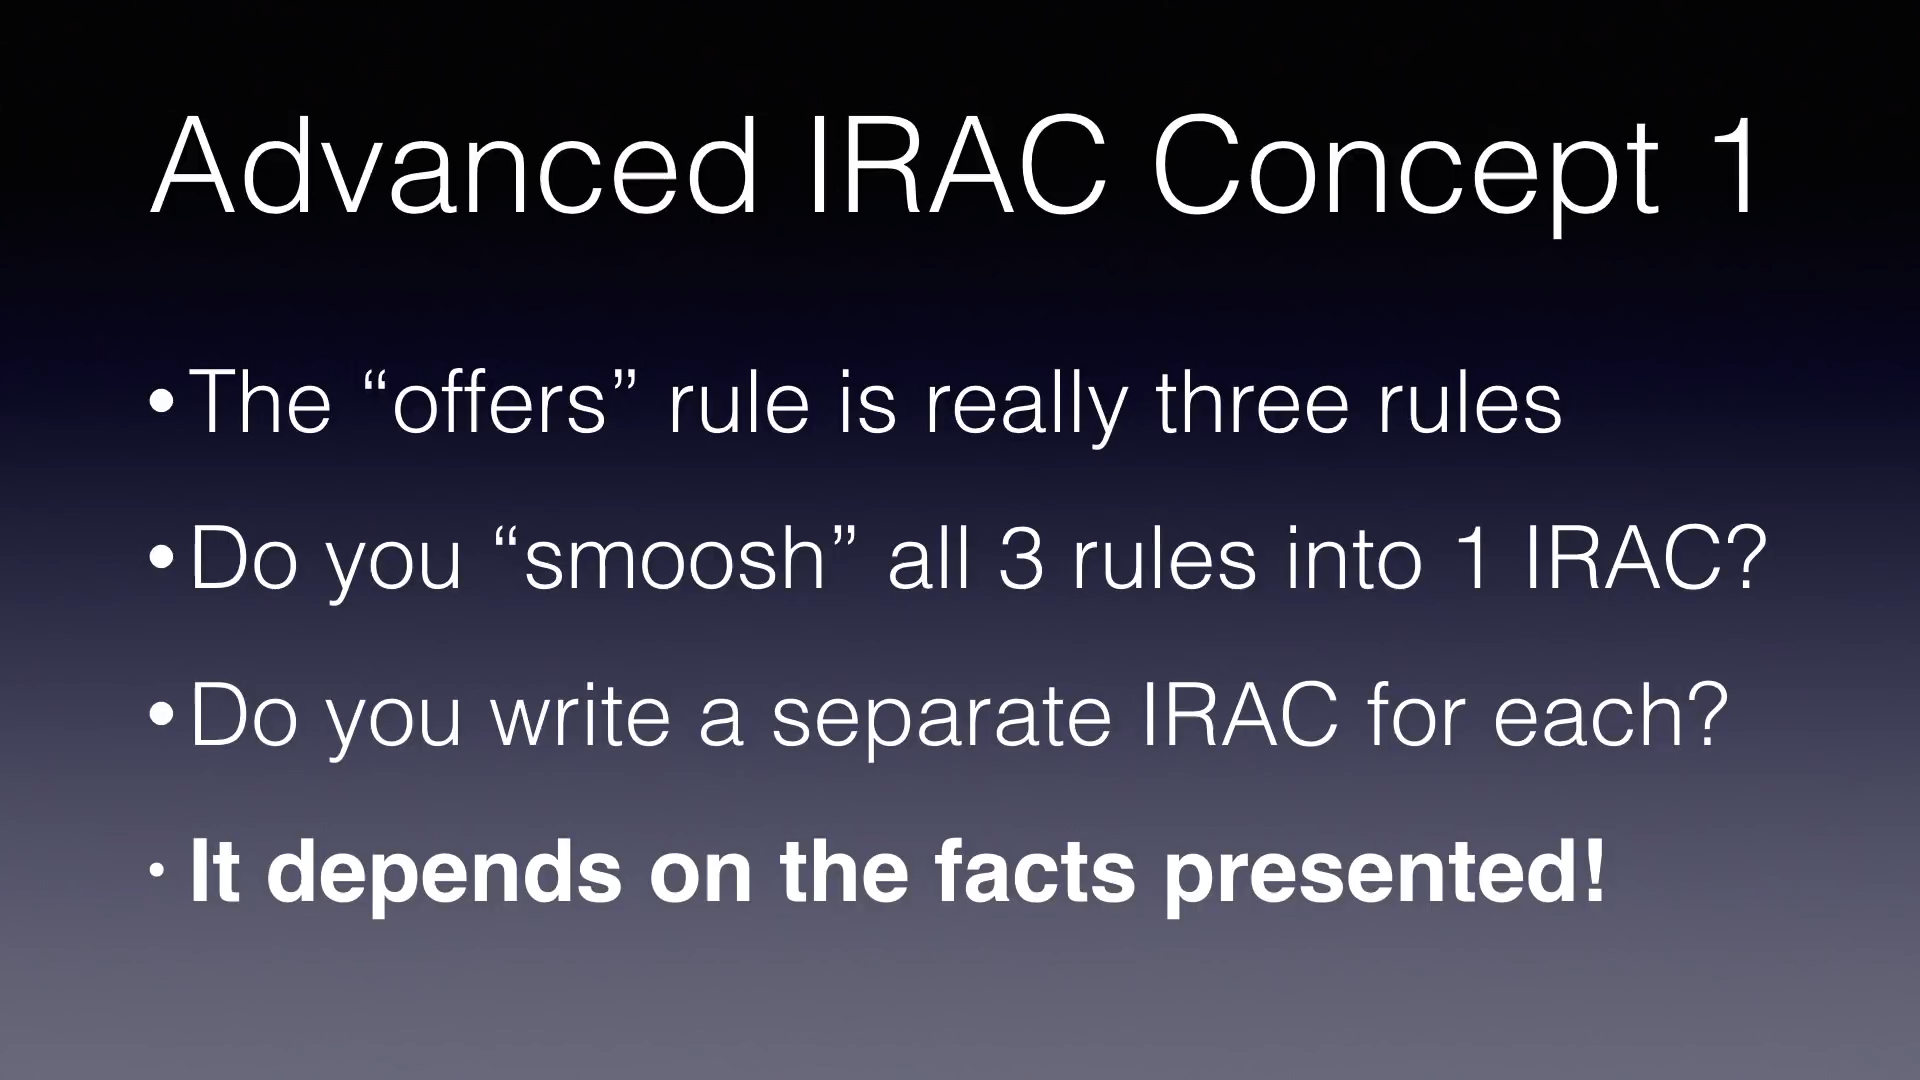 Advanced IRAC Concept 1
• The “offers” rule is really three rules
• Do you “smoosh” all 3 rules into 1 IRAC?
• Do you write a separate IRAC for each?
• It depends on the facts presented!